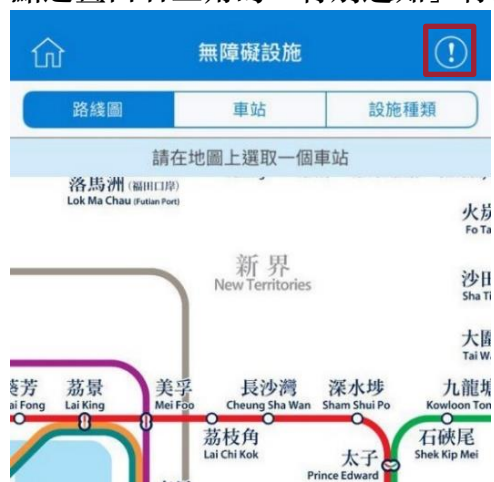 無障礙設施
路綫圖
車站
設施種類
請在地圖上選取一個車站
落馬洲(福田口岸)
Lok Ma Chau (Futian Port)
火炭
Fo Ta
新界
New Territories
沙田
Sha Ti
大圍
Tai W
葵芳
ai Fong
荔景
Lai King
美孚
Mei Foo
長沙灣
Cheung Sha Wan
深水埗
Sham Shui Po
九龍塘
Kowloon Ton
荔枝角
Lai Chi Kok
太子
Prince Edward
石硤尾
Shek Kip Mei